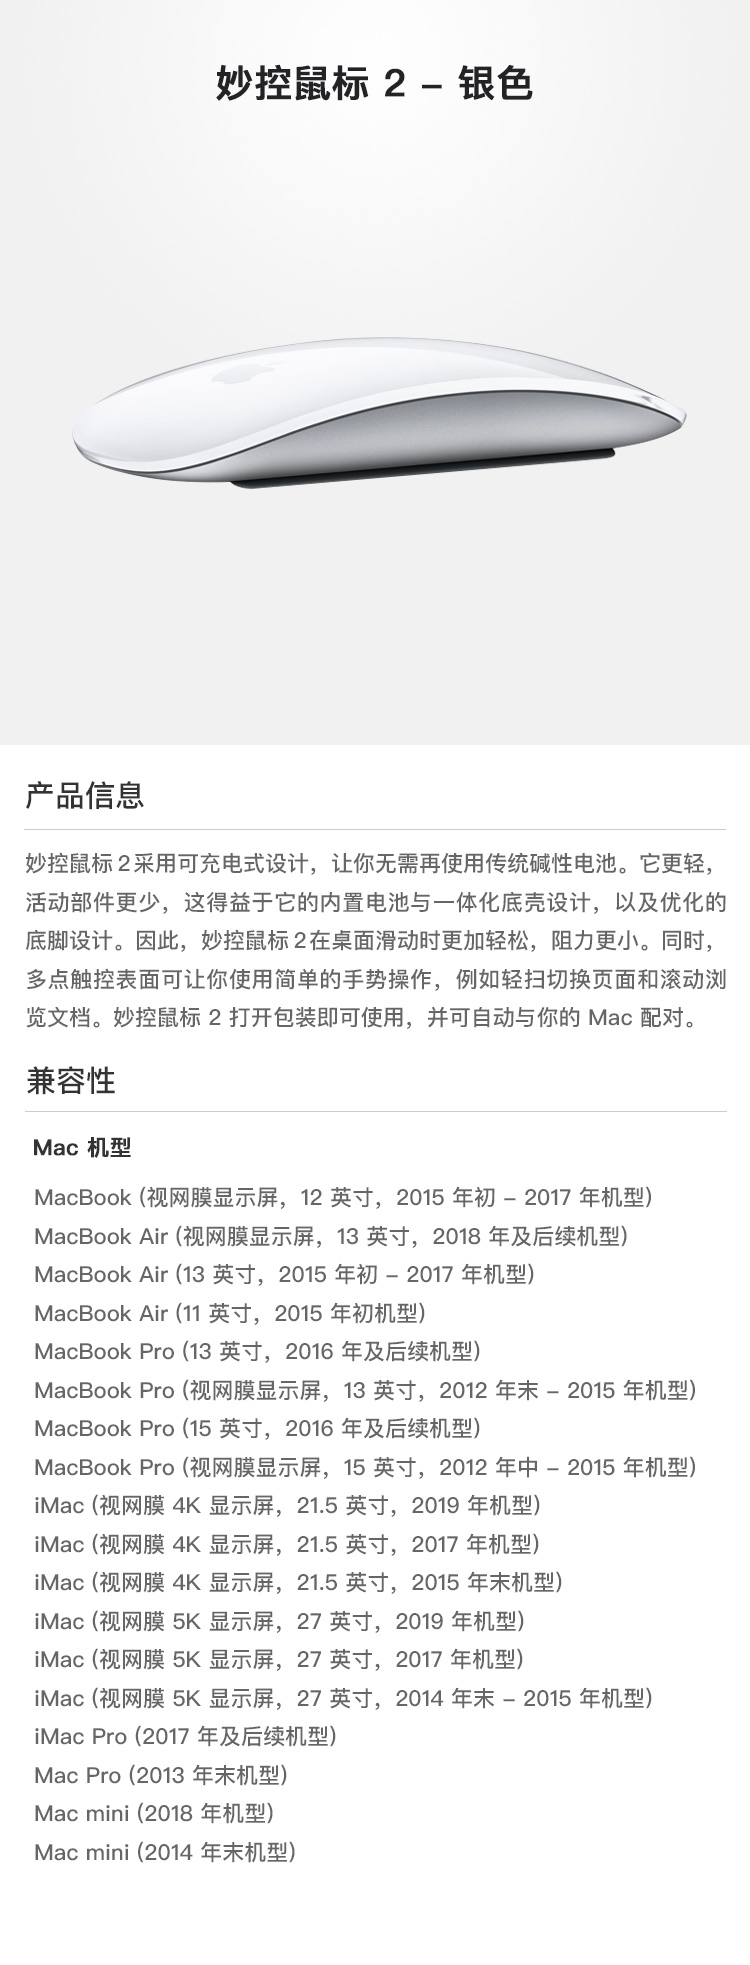 妙控鼠标 2 – 银色
产品信息
妙控鼠标 2 采用可充电式设计，让你无需再使用传统碱性电池。它更轻，
活动部件更少，这得益于它的内置电池与一体化底壳设计，以及优化的
底脚设计。因此，妙控鼠标 2 在桌面滑动时更加轻松，阻力更小。同时，
多点触控表面可让你使用简单的手势操作，例如轻扫切换页面和滚动浏
览文档。妙控鼠标 2 打开包装即可使用，并可自动与你的 Mac 配对。
兼容性
Mac 机型
MacBook (视网膜显示屏，12 英寸，2015 年初 – 2017 年机型)
MacBook Air (视网膜显示屏，13 英寸，2018 年及后续机型)
MacBook Air (13 英寸，2015 年初 – 2017 年机型)
MacBook Air (11 英寸，2015 年初机型)
MacBook Pro (13 英寸，2016 年及后续机型)
MacBook Pro (视网膜显示屏，13 英寸，2012 年末 – 2015 年机型)
MacBook Pro (15 英寸，2016 年及后续机型)
MacBook Pro (视网膜显示屏，15 英寸，2012 年中 – 2015 年机型)
iMac (视网膜 4K 显示屏，21.5 英寸，2019 年机型)
iMac (视网膜 4K 显示屏，21.5 英寸，2017 年机型)
iMac (视网膜 4K 显示屏，21.5 英寸，2015 年末机型)
iMac (视网膜 5K 显示屏，27 英寸，2019 年机型)
iMac (视网膜 5K 显示屏，27 英寸，2017 年机型)
iMac (视网膜 5K 显示屏，27 英寸，2014 年末 – 2015 年机型)
iMac Pro (2017 年及后续机型)
Mac Pro (2013 年末机型)
Mac mini (2018 年机型)
Mac mini (2014 年末机型)